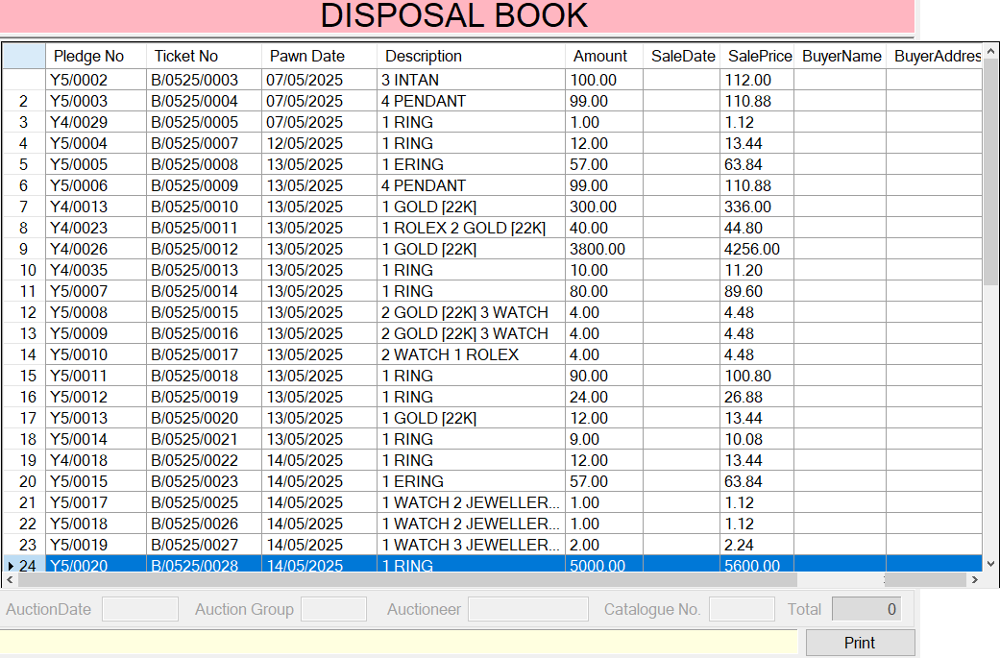 DISPOSAL BOOK
Pledge No Ticket No Pawn Date Description Amount SaleDate SalePrice BuyerName BuyerAddres
Y5/0002 B/0525/0003 07/05/2025 3 INTAN 100.00 112.00
2 Y5/0003 B/0525/0004 07/05/2025 4 PENDANT 99.00 110.88
3 Y4/0029 B/0525/0005 07/05/2025 1 RING 1.00 1.12
4 Y5/0004 B/0525/0007 12/05/2025 1 RING 12.00 13.44
5 Y5/0005 B/0525/0008 13/05/2025 1 ERING 57.00 63.84
6 Y5/0006 B/0525/0009 13/05/2025 4 PENDANT 99.00 110.88
7 Y4/0013 B/0525/0010 13/05/2025 1 GOLD [22K] 300.00 336.00
8 Y4/0023 B/0525/0011 13/05/2025 1 ROLEX 2 GOLD [22K] 40.00 44.80
9 Y4/0026 B/0525/0012 13/05/2025 1 GOLD [22K] 3800.00 4256.00
10 Y4/0035 B/0525/0013 13/05/2025 1 RING 10.00 11.20
11 Y5/0007 B/0525/0014 13/05/2025 1 RING 80.00 89.60
12 Y5/0008 B/0525/0015 13/05/2025 2 GOLD [22K] 3 WATCH 4.00 4.48
13 Y5/0009 B/0525/0016 13/05/2025 2 GOLD [22K] 3 WATCH 4.00 4.48
14 Y5/0010 B/0525/0017 13/05/2025 2 WATCH 1 ROLEX 4.00 4.48
15 Y5/0011 B/0525/0018 13/05/2025 1 RING 90.00 100.80
16 Y5/0012 B/0525/0019 13/05/2025 1 RING 24.00 26.88
17 Y5/0013 B/0525/0020 13/05/2025 1 GOLD [22K] 12.00 13.44
18 Y5/0014 B/0525/0021 13/05/2025 1 RING 9.00 10.08
19 Y4/0018 B/0525/0022 14/05/2025 1 RING 12.00 13.44
20 Y5/0015 B/0525/0023 14/05/2025 1 ERING 57.00 63.84
21 Y5/0017 B/0525/0025 14/05/2025 1 WATCH 2 JEWELLER... 1.00 1.12
22 Y5/0018 B/0525/0026 14/05/2025 1 WATCH 2 JEWELLER... 1.00 1.12
23 Y5/0019 B/0525/0027 14/05/2025 1 WATCH 3 JEWELLER... 2.00 2.24
24 Y5/0020 B/0525/0028 14/05/2025 1 RING 5000.00 5600.00
AuctionDate Auction Group Auctioneer Catalogue No. Total 0
Print